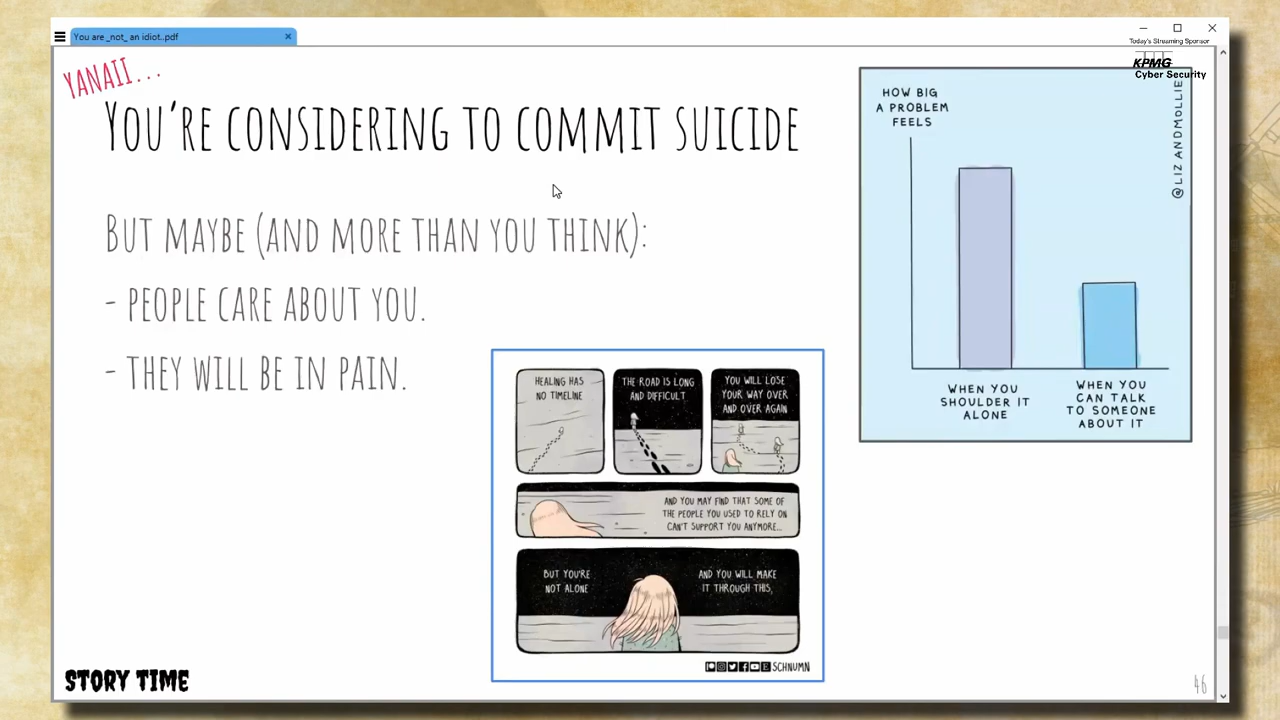 You are _not_ an idiot..pdf
Today's Streaming Sponsor
KPMG
Cyber Security
YANAII...
YOU'RE CONSIDERING TO COMMIT SUICIDE
BUT MAYBE (AND MORE THAN YOU THINK):
- PEOPLE CARE ABOUT YOU.
- THEY WILL BE IN PAIN.
HOW BIG
A PROBLEM
FEELS
@LIZANDMOLLIE
WHEN YOU
SHOULDER IT
ALONE
WHEN YOU
CAN TALK
TO SOMEONE
ABOUT IT
HEALING HAS
NO TIMELINE
THE ROAD IS LONG
AND DIFFICULT
YOU WILL LOSE
YOUR WAY OVER
AND OVER AGAIN
AND YOU MAY FIND THAT SOME OF
THE PEOPLE YOU USED TO RELY ON
CAN'T SUPPORT YOU ANYMORE...
BUT YOU'RE
NOT ALONE
AND YOU WILL MAKE
IT THROUGH THIS,
SCHNUMN
STORY TIME
46